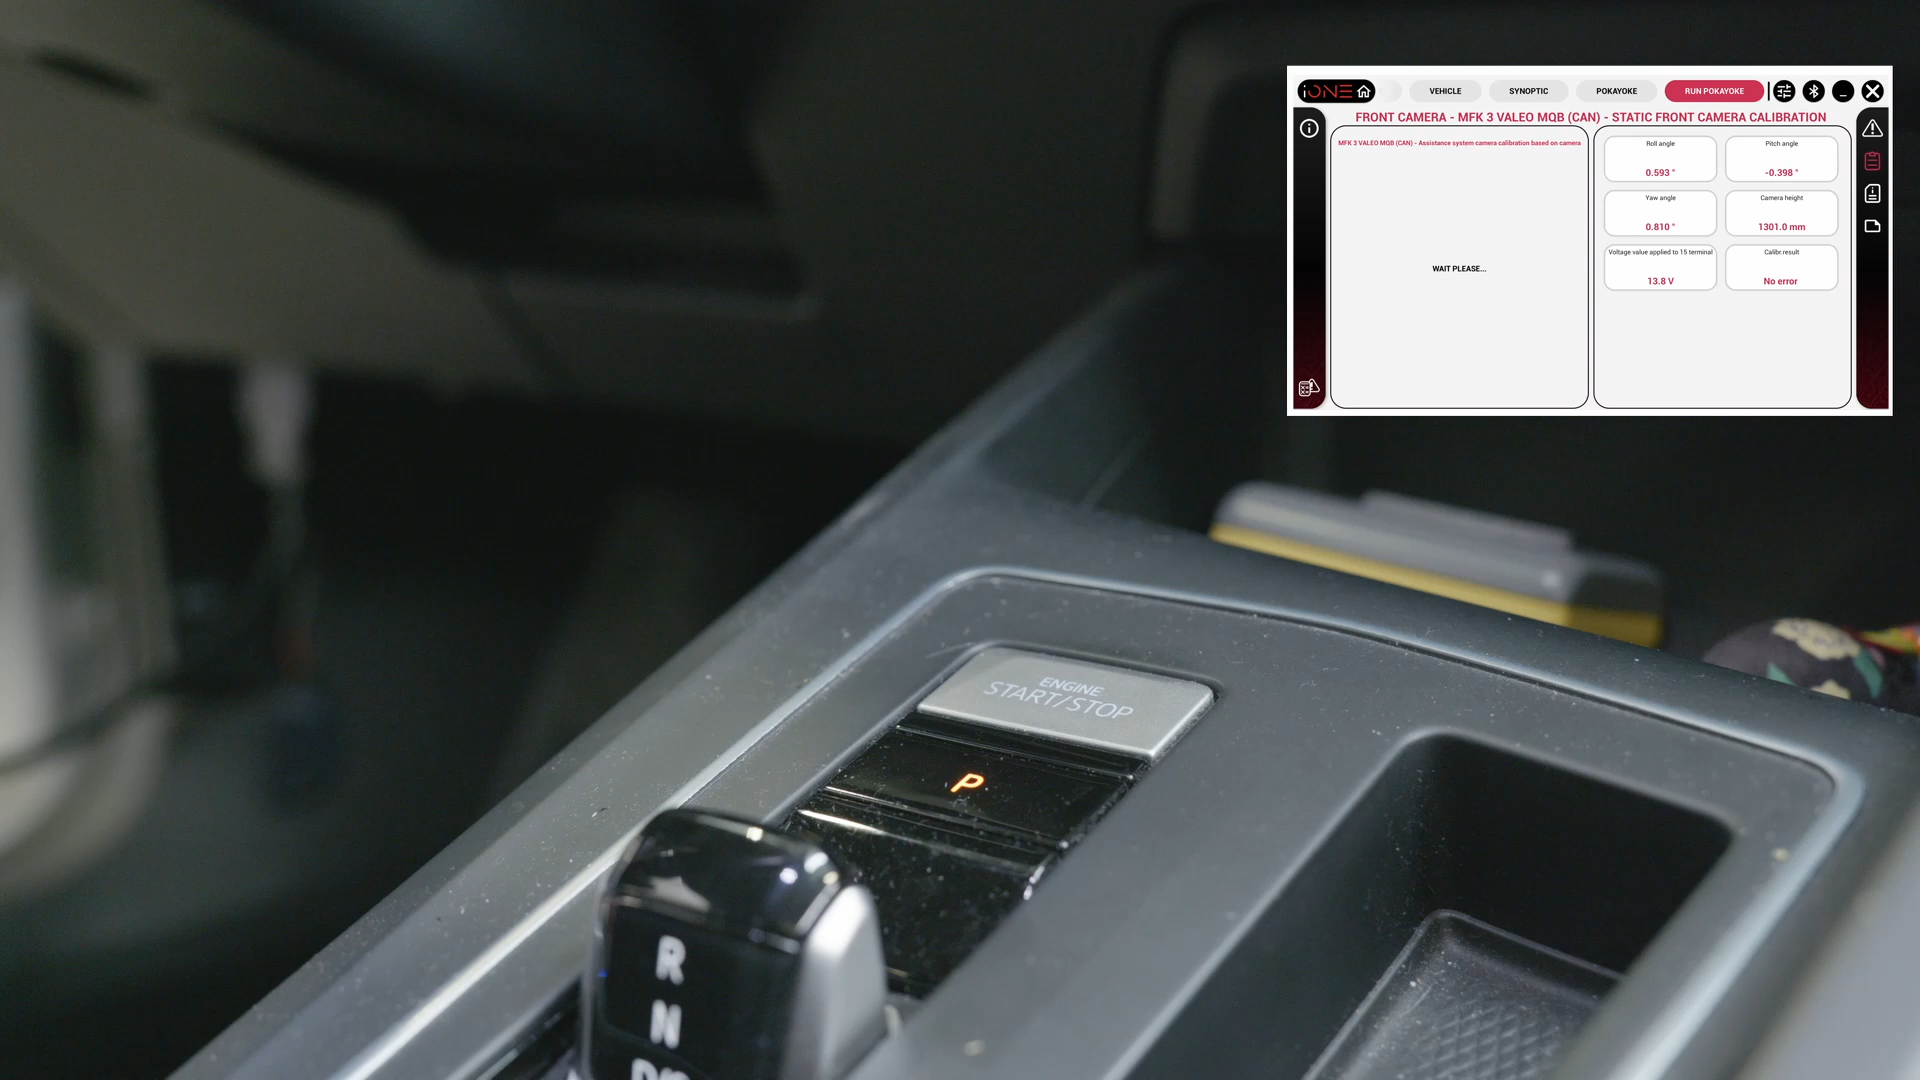 iONE
VEHICLE
SYNOPTIC
POKAYOKE
RUN POKAYOKE
FRONT CAMERA - MFK 3 VALEO MQB (CAN) - STATIC FRONT CAMERA CALIBRATION
MFK 3 VALEO MQB (CAN) - Assistance system camera calibration based on camera
WAIT PLEASE...
Roll angle
0.593 °
Pitch angle
-0.398 °
Yaw angle
0.810 °
Camera height
1301.0 mm
Voltage value applied to 15 terminal
13.8 V
Calibr.result
No error
ENGINE
START/STOP
P
R
N